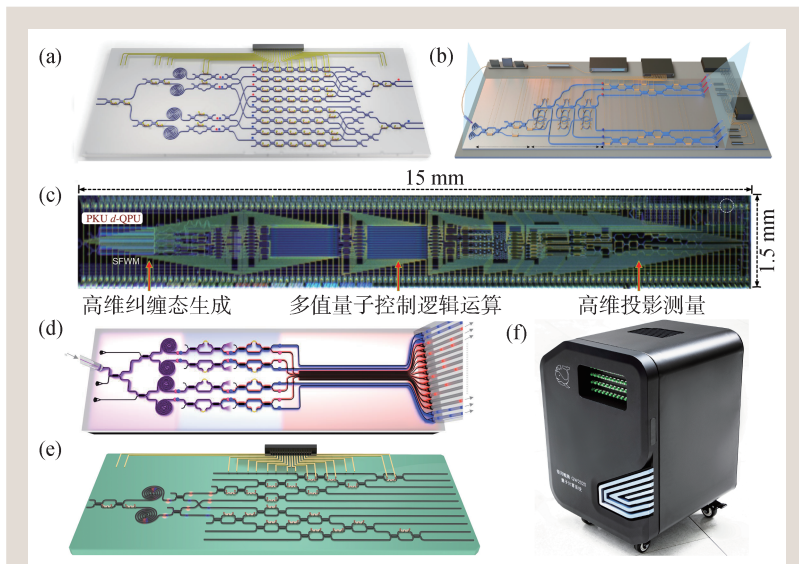 (a)
(b)
(c)
15 mm
PKU d-QPU
SFWM
1.5 mm
高维纠缠态生成
多值量子控制逻辑运算
高维投影测量
(d)
(e)
(f)